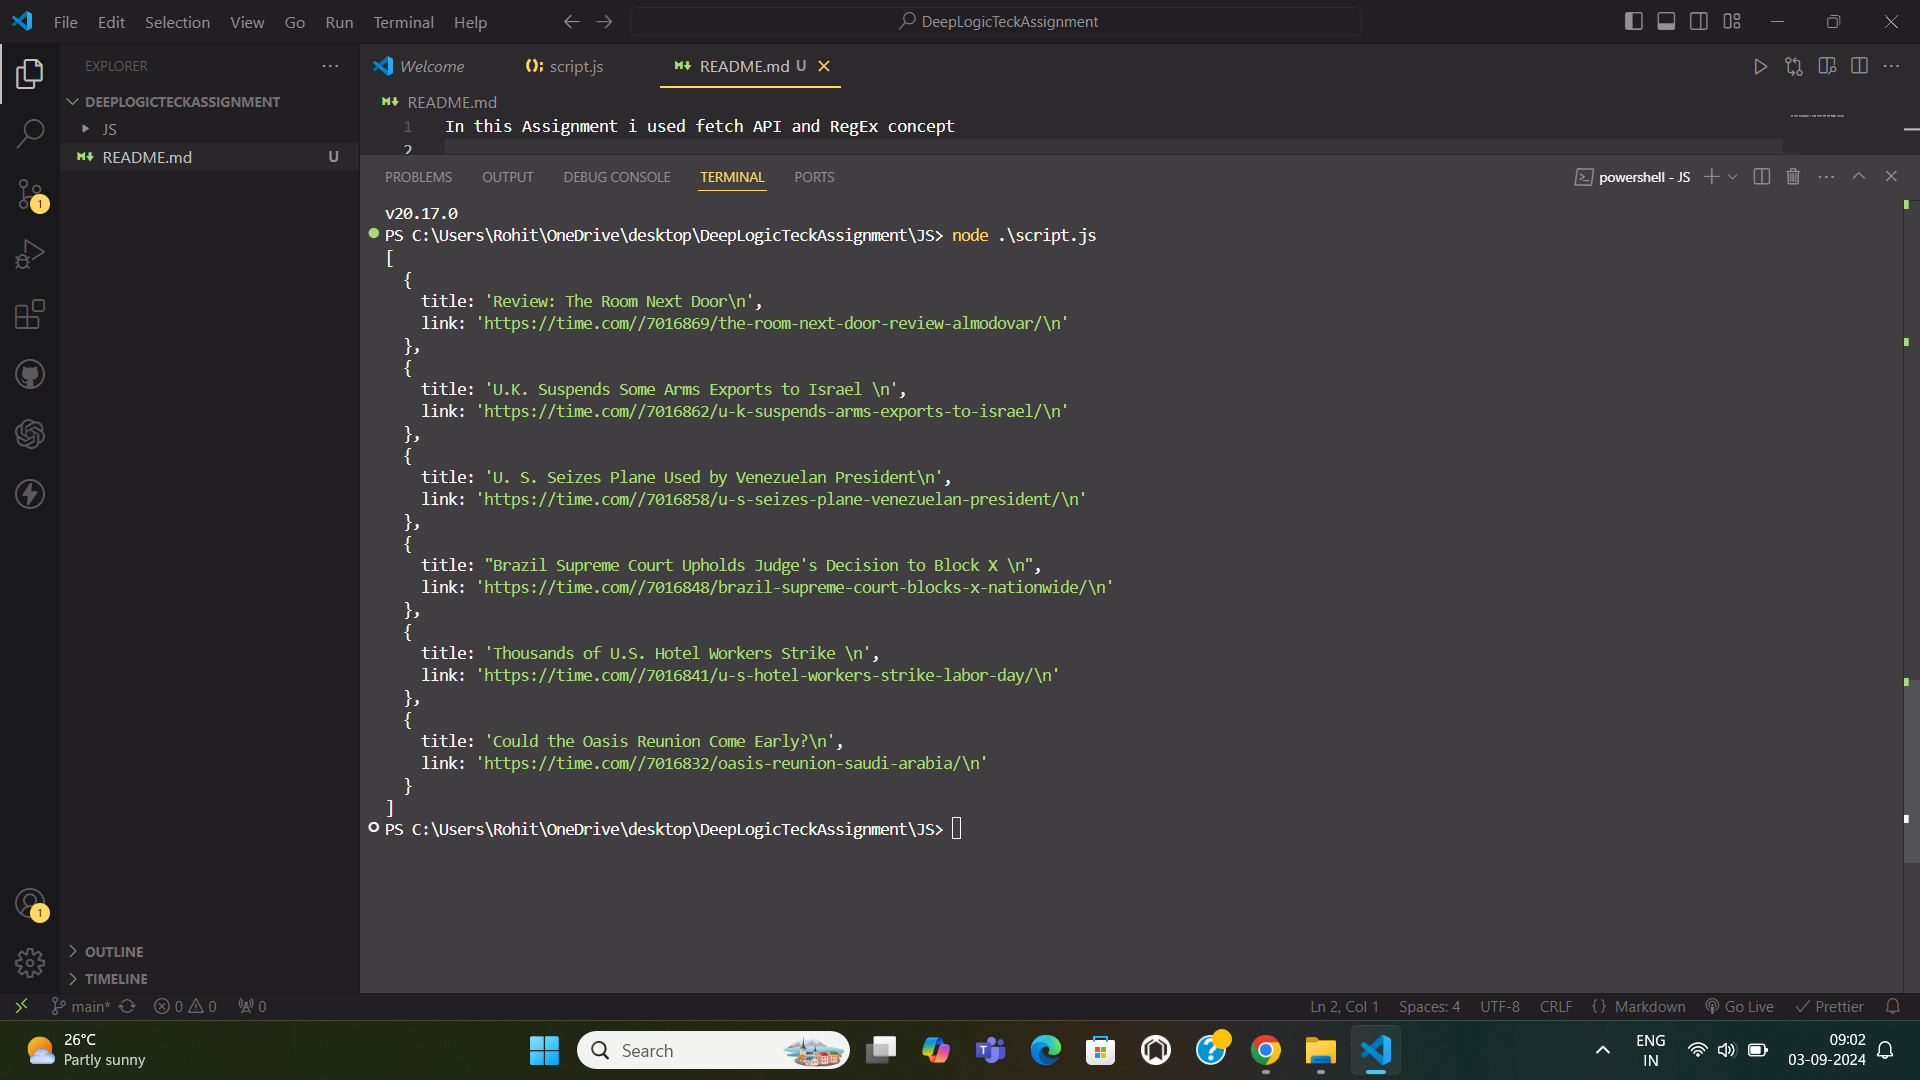 File Edit Selection View Go Run Terminal Help
DeepLogicTeckAssignment
EXPLORER
DEEPLOGICTECKASSIGNMENT
JS
README.md U
Welcome script.js README.md U
README.md
1 In this Assignment i used fetch API and RegEx concept
2
PROBLEMS OUTPUT DEBUG CONSOLE TERMINAL PORTS
powershell - JS
v20.17.0
PS C:\Users\Rohit\OneDrive\desktop\DeepLogicTeckAssignment\JS> node .\script.js
[
{
title: 'Review: The Room Next Door\n',
link: 'https://time.com//7016869/the-room-next-door-review-almodovar/\n'
},
{
title: 'U.K. Suspends Some Arms Exports to Israel \n',
link: 'https://time.com//7016862/u-k-suspends-arms-exports-to-israel/\n'
},
{
title: 'U. S. Seizes Plane Used by Venezuelan President\n',
link: 'https://time.com//7016858/u-s-seizes-plane-venezuelan-president/\n'
},
{
title: "Brazil Supreme Court Upholds Judge's Decision to Block X \n",
link: 'https://time.com//7016848/brazil-supreme-court-blocks-x-nationwide/\n'
},
{
title: 'Thousands of U.S. Hotel Workers Strike \n',
link: 'https://time.com//7016841/u-s-hotel-workers-strike-labor-day/\n'
},
{
title: 'Could the Oasis Reunion Come Early?\n',
link: 'https://time.com//7016832/oasis-reunion-saudi-arabia/\n'
}
]
PS C:\Users\Rohit\OneDrive\desktop\DeepLogicTeckAssignment\JS>
1
1
OUTLINE
TIMELINE
main* 0 0 0
Ln 2, Col 1 Spaces: 4 UTF-8 CRLF {} Markdown Go Live Prettier
26°C
Partly sunny
Search
ENG
IN
09:02
03-09-2024